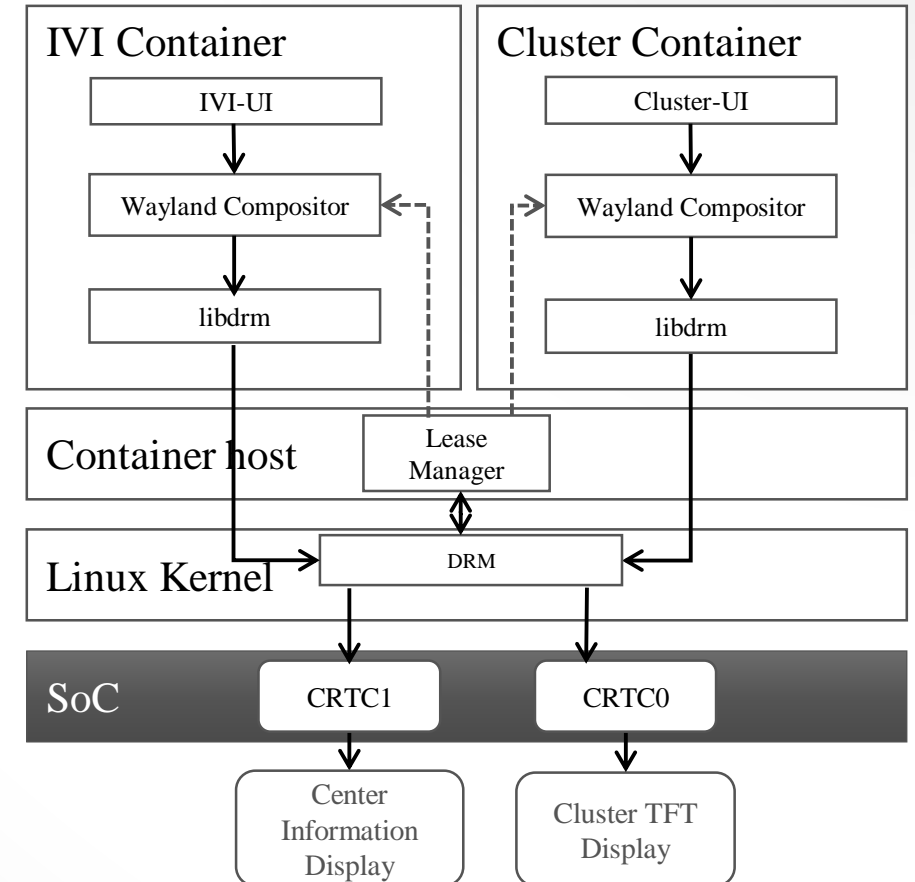 IVI Container
IVI-UI
Wayland Compositor
libdrm
Cluster Container
Cluster-UI
Wayland Compositor
libdrm
Container host
Lease
Manager
Linux Kernel
DRM
SoC
CRTC1
CRTC0
Center
Information
Display
Cluster TFT
Display